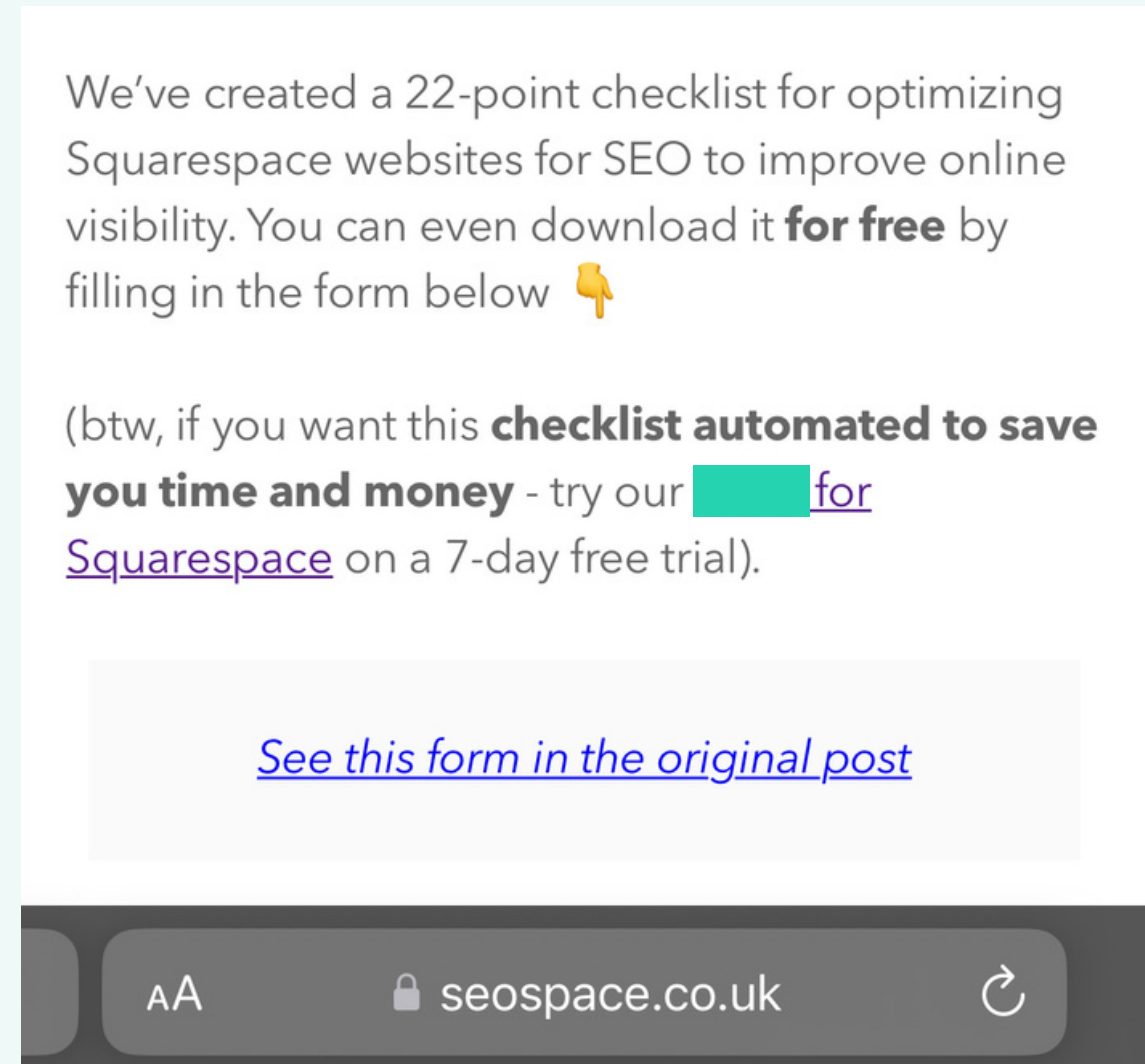 We’ve created a 22-point checklist for optimizing
Squarespace websites for SEO to improve online
visibility. You can even download it for free by
filling in the form below 👇
(btw, if you want this checklist automated to save
you time and money - try our for
Squarespace on a 7-day free trial).
See this form in the original post
AA seospace.co.uk